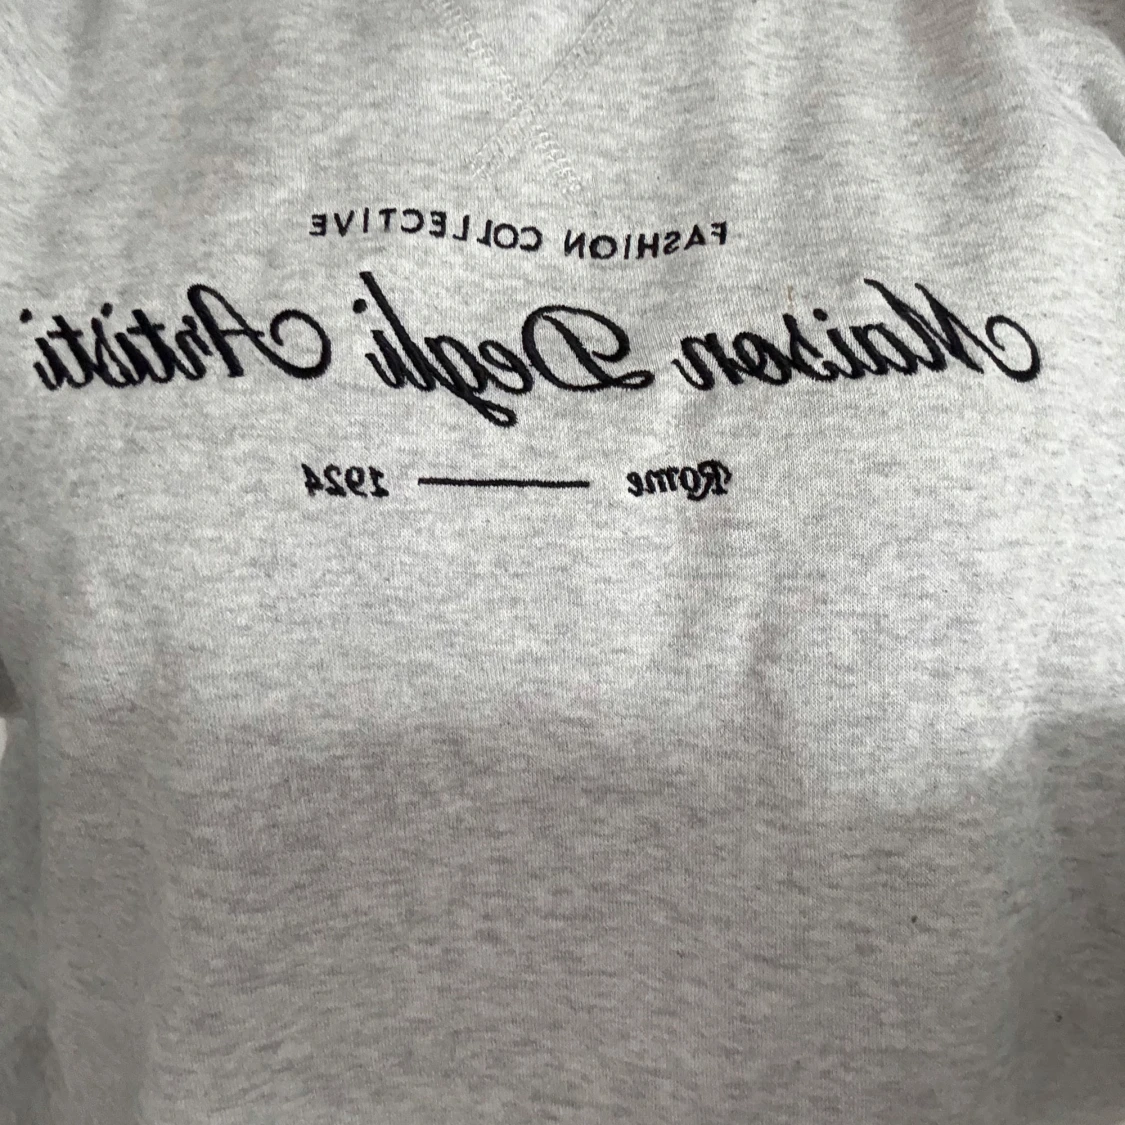 FASHION COLLECTIVE
Maison Degli Artisti
Rome — 1924